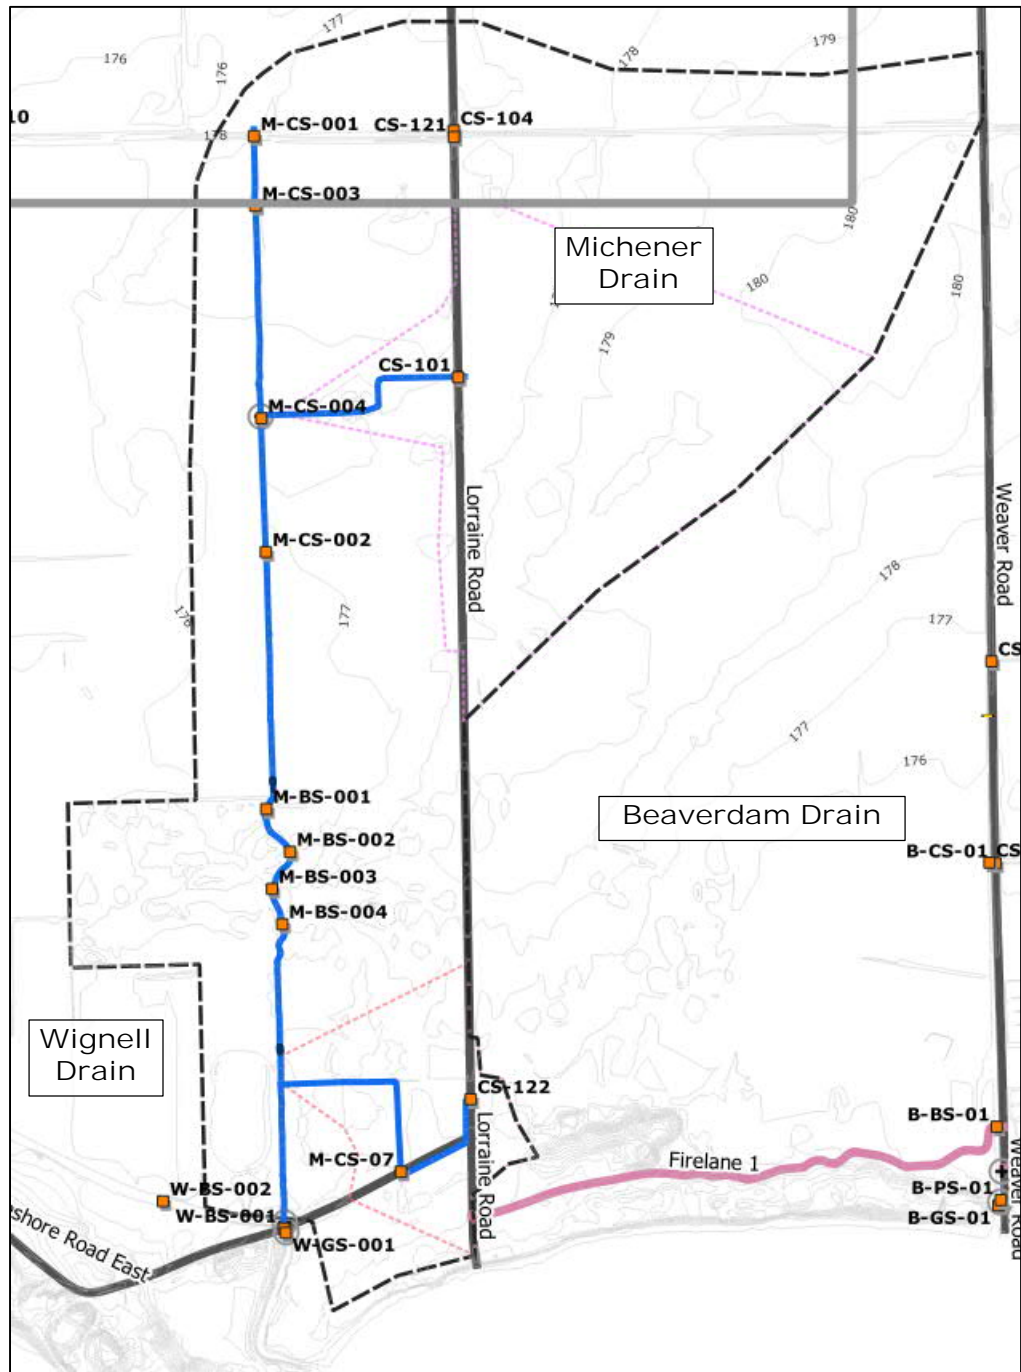 177
179
178
176
176
10
178
M-CS-001
CS-121
CS-104
M-CS-003
180
Michener
Drain
180
180
179
CS-101
M-CS-004
Lorraine Road
Weaver Road
M-CS-002
178
176
177
177
CS
177
176
M-BS-001
Beaverdam Drain
M-BS-002
B-CS-01
CS
M-BS-003
M-BS-004
Wignell
Drain
CS-122
B-BS-01
Lorraine Road
M-CS-07
Firelane 1
Weaver Road
W-BS-002
B-PS-01
W-BS-001
B-GS-01
W-GS-001
eshore Road East